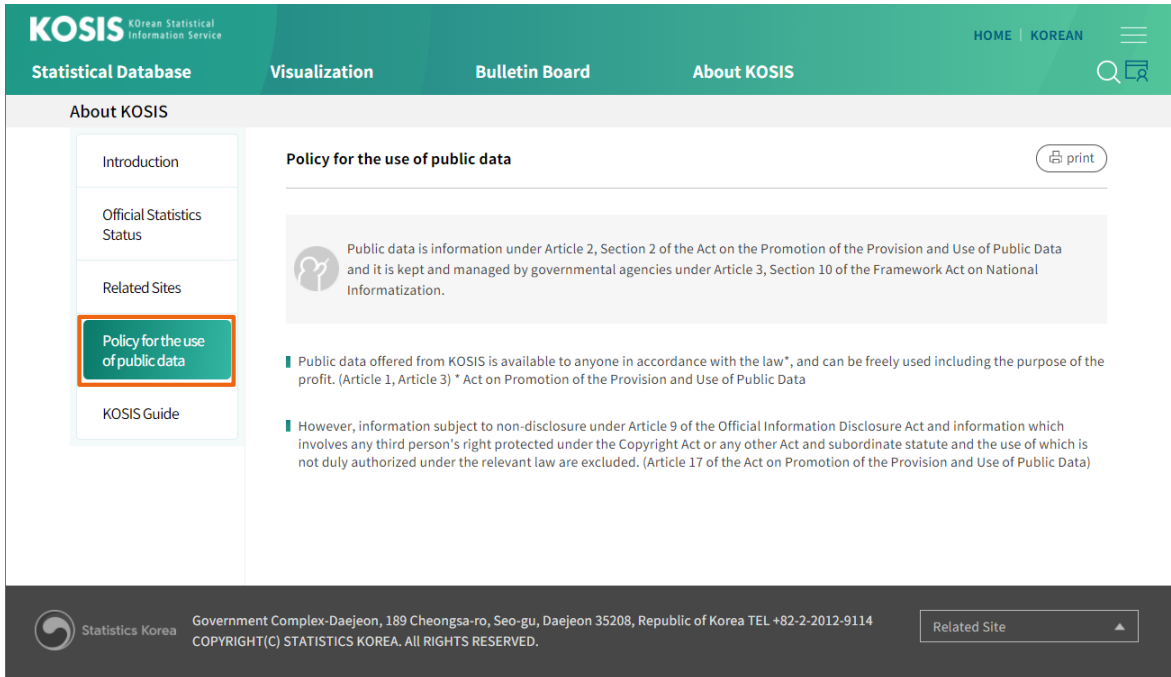 KOSIS KOrean Statistical
Information Service
HOME | KOREAN
Statistical Database
Visualization
Bulletin Board
About KOSIS
About KOSIS
Introduction
Official Statistics
Status
Related Sites
Policy for the use
of public data
KOSIS Guide
Policy for the use of public data
print
Public data is information under Article 2, Section 2 of the Act on the Promotion of the Provision and Use of Public Data
and it is kept and managed by governmental agencies under Article 3, Section 10 of the Framework Act on National
Informatization.
Public data offered from KOSIS is available to anyone in accordance with the law*, and can be freely used including the purpose of the
profit. (Article 1, Article 3) * Act on Promotion of the Provision and Use of Public Data
However, information subject to non-disclosure under Article 9 of the Official Information Disclosure Act and information which
involves any third person's right protected under the Copyright Act or any other Act and subordinate statute and the use of which is
not duly authorized under the relevant law are excluded. (Article 17 of the Act on Promotion of the Provision and Use of Public Data)
Statistics Korea
Government Complex-Daejeon, 189 Cheongsa-ro, Seo-gu, Daejeon 35208, Republic of Korea TEL +82-2-2012-9114
COPYRIGHT(C) STATISTICS KOREA. All RIGHTS RESERVED.
Related Site